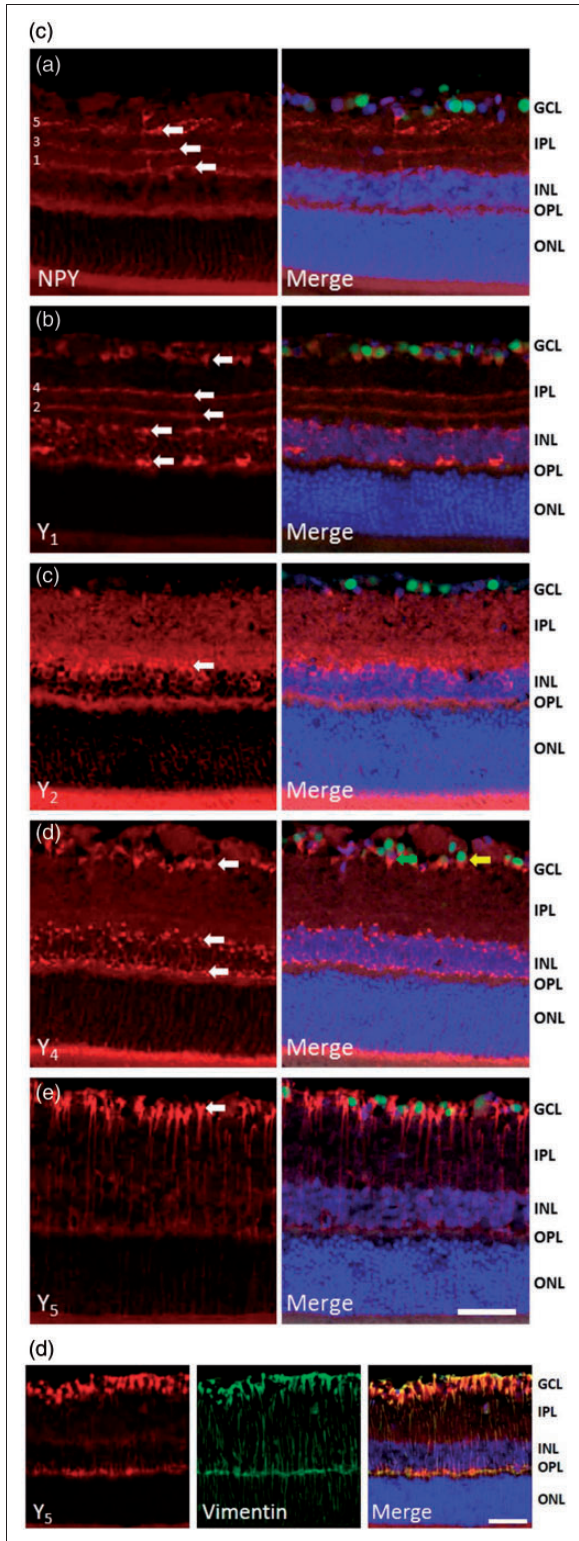 (c)
(a)
5
3
1
NPY
Merge
GCL
IPL
INL
OPL
ONL
(b)
4
2
Y₁
Merge
GCL
IPL
INL
OPL
ONL
(c)
Y₂
Merge
GCL
IPL
INL
OPL
ONL
(d)
Y₄
Merge
GCL
IPL
INL
OPL
ONL
(e)
Y₅
Merge
GCL
IPL
INL
OPL
ONL
(d)
Y₅
Vimentin
Merge
GCL
IPL
INL
OPL
ONL